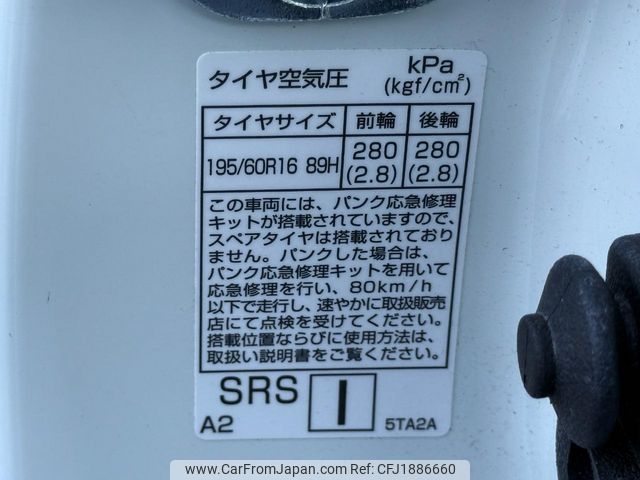 タイヤ空気圧 kPa
(kgf/cm²)
タイヤサイズ 前輪 後輪
195/60R16 89H 280 280
(2.8) (2.8)
この車両には、パンク応急修理
キットが搭載されていますので、
スペアタイヤは搭載されており
ません。パンクした場合は、
パンク応急修理キットを用いて
応急修理を行い、80km/h
以下で走行し、速やかに取扱販売
店にて点検を受けてください。
搭載位置ならびに使用方法は、
取扱い説明書をご覧ください。
SRS I
A2 5TA2A
www.CarFromJapan.com CFJ1886660